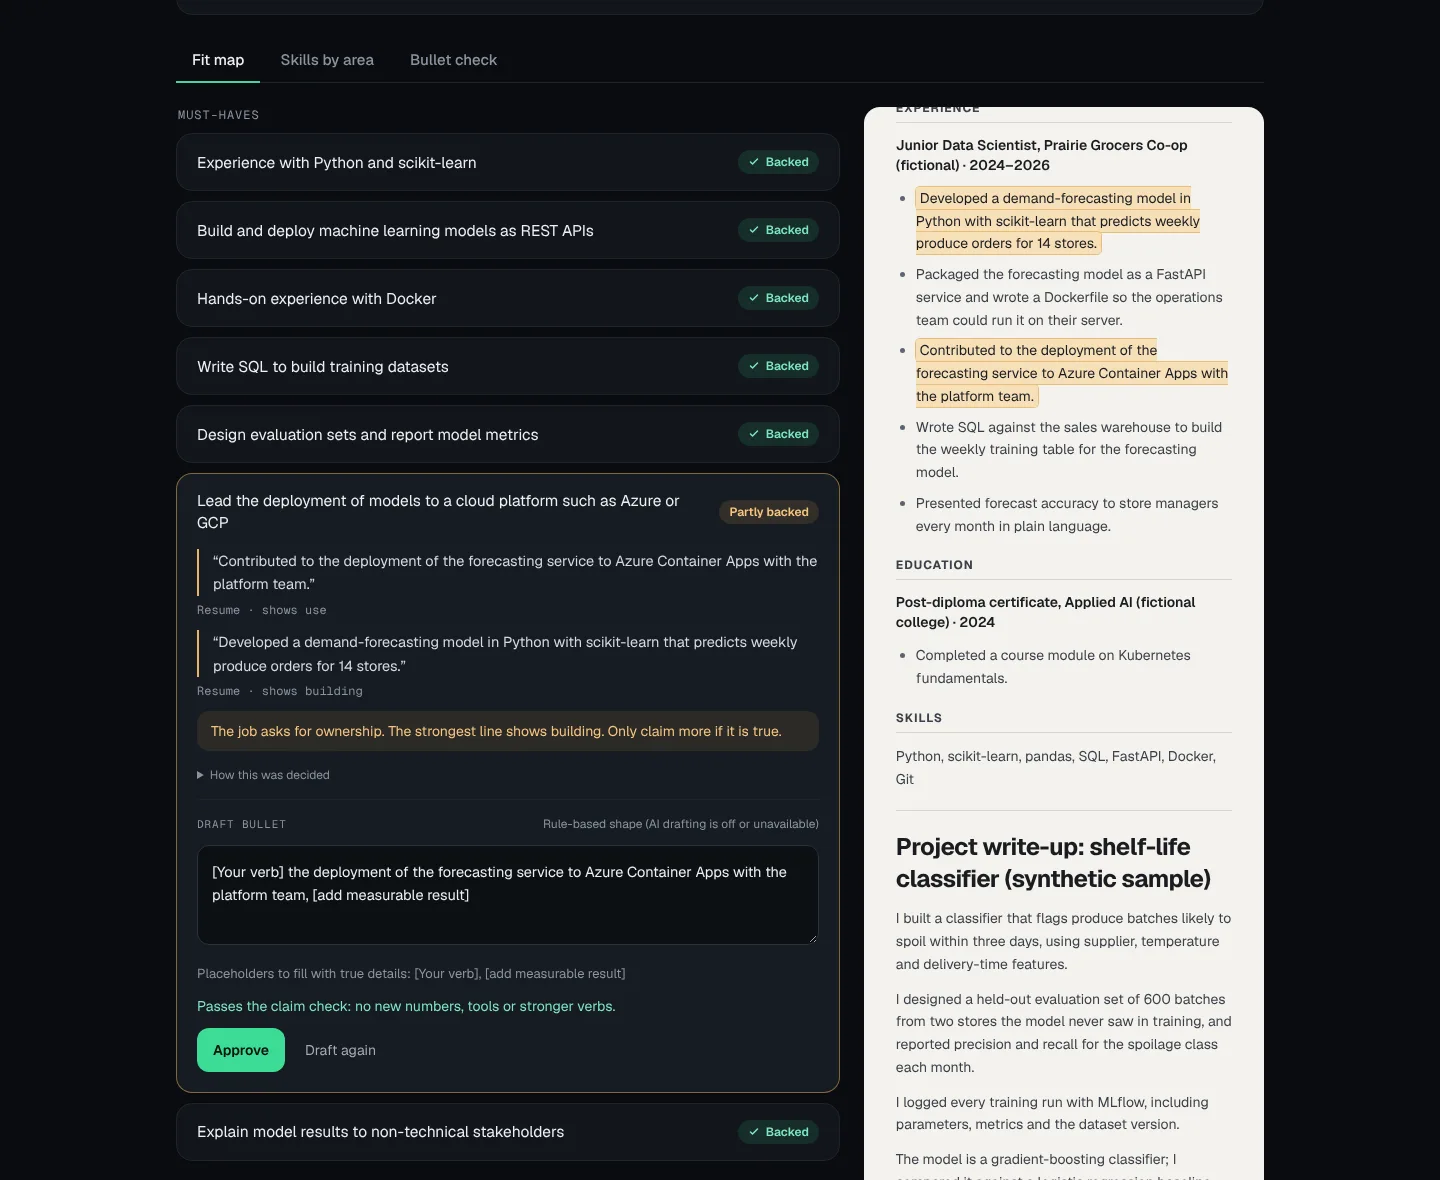 Fit map
Skills by area
Bullet check
MUST-HAVES
Experience with Python and scikit-learn
✓ Backed
Build and deploy machine learning models as REST APIs
✓ Backed
Hands-on experience with Docker
✓ Backed
Write SQL to build training datasets
✓ Backed
Design evaluation sets and report model metrics
✓ Backed
Lead the deployment of models to a cloud platform such as Azure or
GCP
Partly backed
“Contributed to the deployment of the forecasting service to Azure Container Apps with the
platform team.”
Resume · shows use
“Developed a demand-forecasting model in Python with scikit-learn that predicts weekly
produce orders for 14 stores.”
Resume · shows building
The job asks for ownership. The strongest line shows building. Only claim more if it is true.
▶ How this was decided
DRAFT BULLET
Rule-based shape (AI drafting is off or unavailable)
[Your verb] the deployment of the forecasting service to Azure Container Apps with the
platform team, [add measurable result]
Placeholders to fill with true details: [Your verb], [add measurable result]
Passes the claim check: no new numbers, tools or stronger verbs.
Approve
Draft again
Explain model results to non-technical stakeholders
✓ Backed
EXPERIENCE
Junior Data Scientist, Prairie Grocers Co-op
(fictional) · 2024–2026
• Developed a demand-forecasting model in
Python with scikit-learn that predicts weekly
produce orders for 14 stores.
• Packaged the forecasting model as a FastAPI
service and wrote a Dockerfile so the operations
team could run it on their server.
• Contributed to the deployment of the
forecasting service to Azure Container Apps with
the platform team.
• Wrote SQL against the sales warehouse to build
the weekly training table for the forecasting
model.
• Presented forecast accuracy to store managers
every month in plain language.
EDUCATION
Post-diploma certificate, Applied AI (fictional
college) · 2024
• Completed a course module on Kubernetes
fundamentals.
SKILLS
Python, scikit-learn, pandas, SQL, FastAPI, Docker,
Git
Project write-up: shelf-life
classifier (synthetic sample)
I built a classifier that flags produce batches likely to
spoil within three days, using supplier, temperature
and delivery-time features.
I designed a held-out evaluation set of 600 batches
from two stores the model never saw in training, and
reported precision and recall for the spoilage class
each month.
I logged every training run with MLflow, including
parameters, metrics and the dataset version.
The model is a gradient-boosting classifier; I